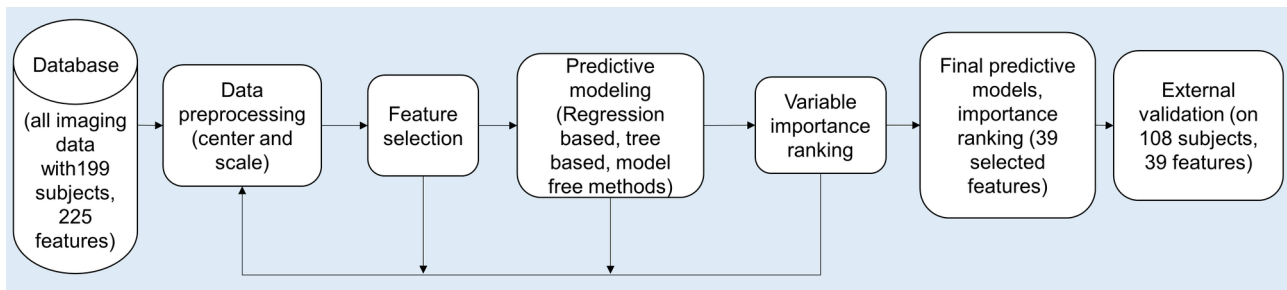 Database
(all imaging
data
with199
subjects,
225
features)
Data
preprocessing
(center and
scale)
Feature
selection
Predictive
modeling
(Regression
based, tree
based, model
free methods)
Variable
importance
ranking
Final predictive
models,
importance
ranking (39
selected
features)
External
validation (on
108 subjects,
39 features)